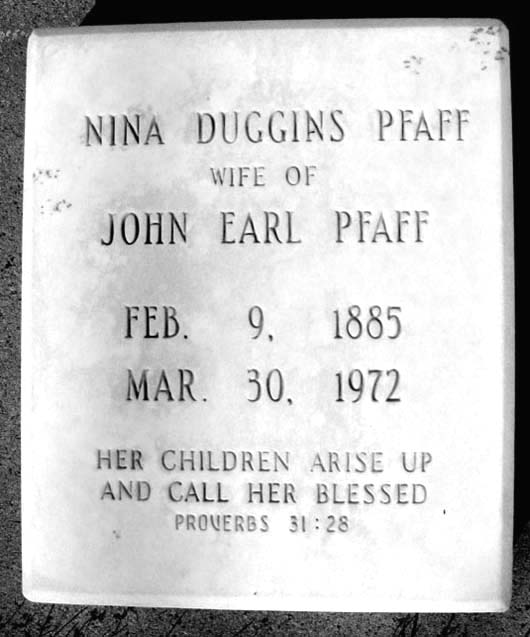 NINA DUGGINS PFAFF
WIFE OF
JOHN EARL PFAFF
FEB. 9, 1885
MAR. 30, 1972
HER CHILDREN ARISE UP
AND CALL HER BLESSED
PROVERBS 31:28